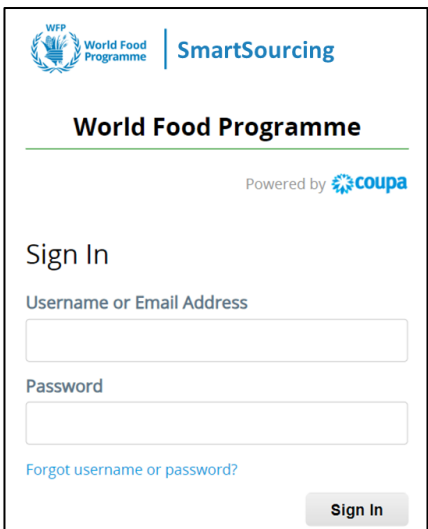 WFP
World Food
Programme
SmartSourcing
World Food Programme
Powered by coupa
Sign In
Username or Email Address
Password
Forgot username or password?
Sign In